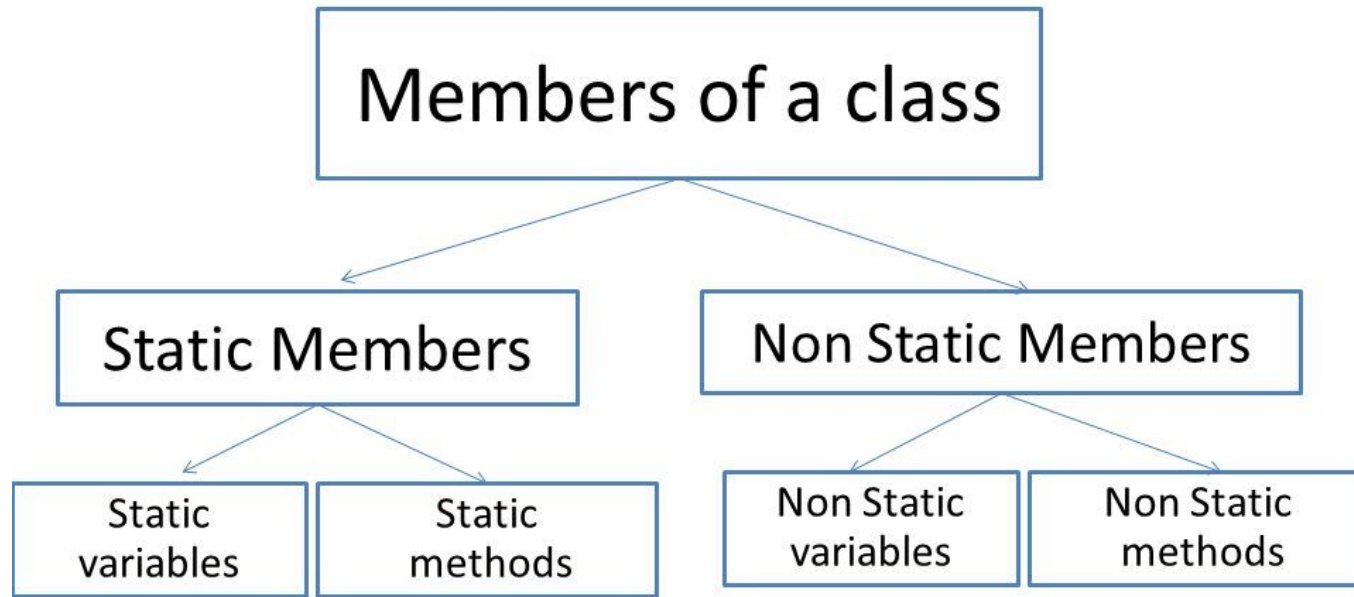 Members of a class
Static Members
Non Static Members
Static
variables
Static
methods
Non Static
variables
Non Static
methods